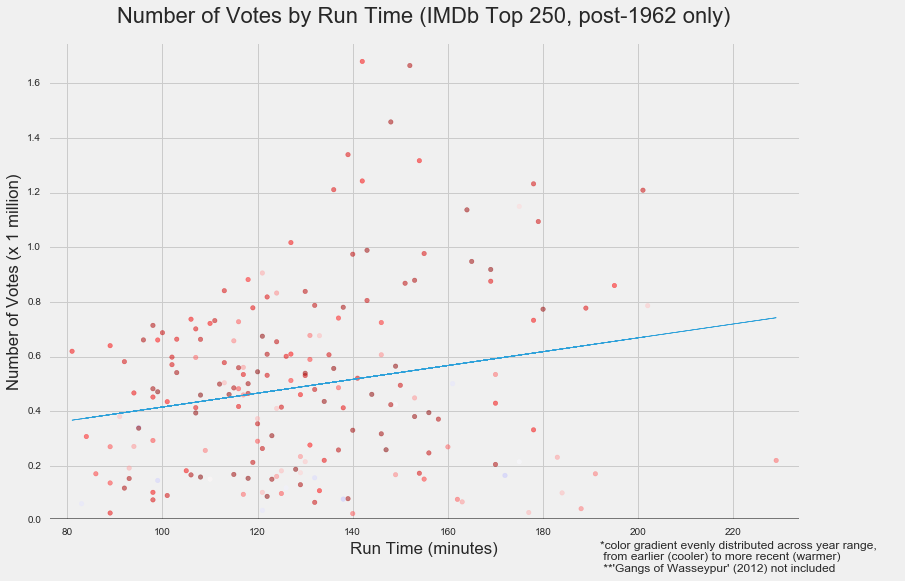 Number of Votes by Run Time (IMDb Top 250, post-1962 only)
Number of Votes (x 1 million)
1.6
1.4
1.2
1.0
0.8
0.6
0.4
0.2
0.0
80 100 120 140 160 180 200 220
Run Time (minutes)
*color gradient evenly distributed across year range,
from earlier (cooler) to more recent (warmer)
**'Gangs of Wasseypur' (2012) not included